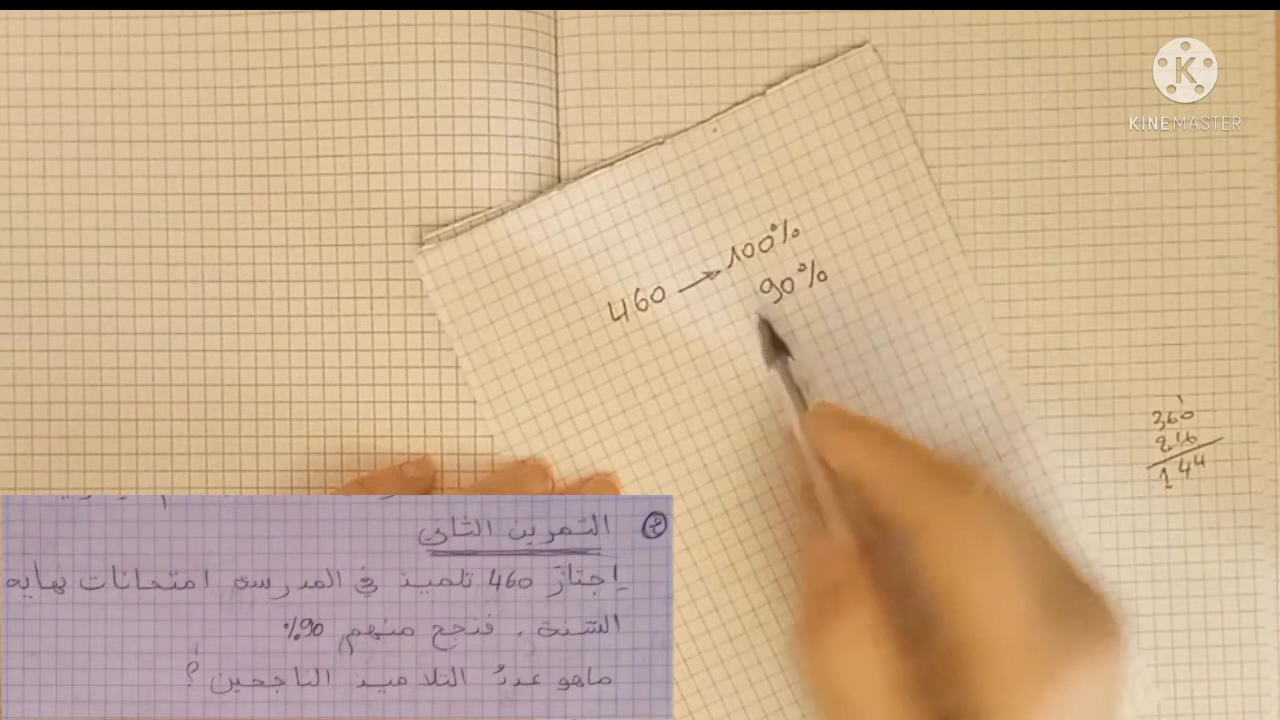 KINEMASTER
460 → 100%
90%
360
216
144
التمرين الثاني
إجتاز 460 تلميذ في المدرسة امتحانات نهاية
السنة، فنجح منهم 90%
ماهو عددُ التلاميذ الناجحين؟